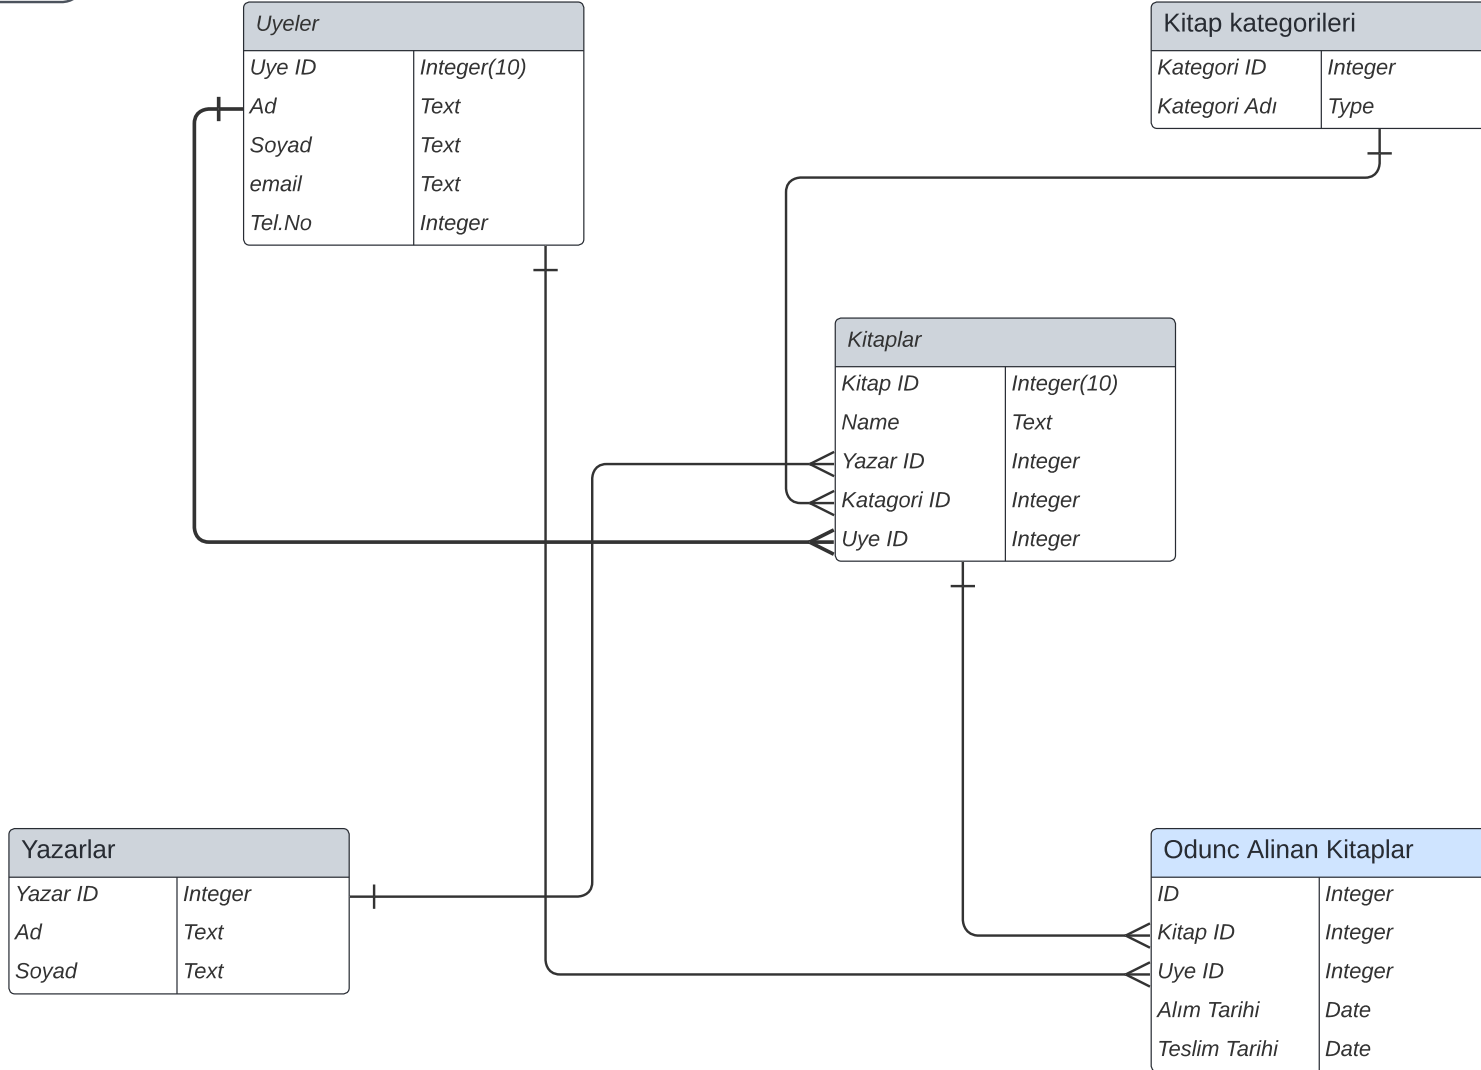 Uyeler
Uye ID Integer(10)
Ad Text
Soyad Text
email Text
Tel.No Integer
Kitap kategorileri
Kategori ID Integer
Kategori Adı Type
Kitaplar
Kitap ID Integer(10)
Name Text
Yazar ID Integer
Katagori ID Integer
Uye ID Integer
Yazarlar
Yazar ID Integer
Ad Text
Soyad Text
Odunc Alinan Kitaplar
ID Integer
Kitap ID Integer
Uye ID Integer
Alım Tarihi Date
Teslim Tarihi Date